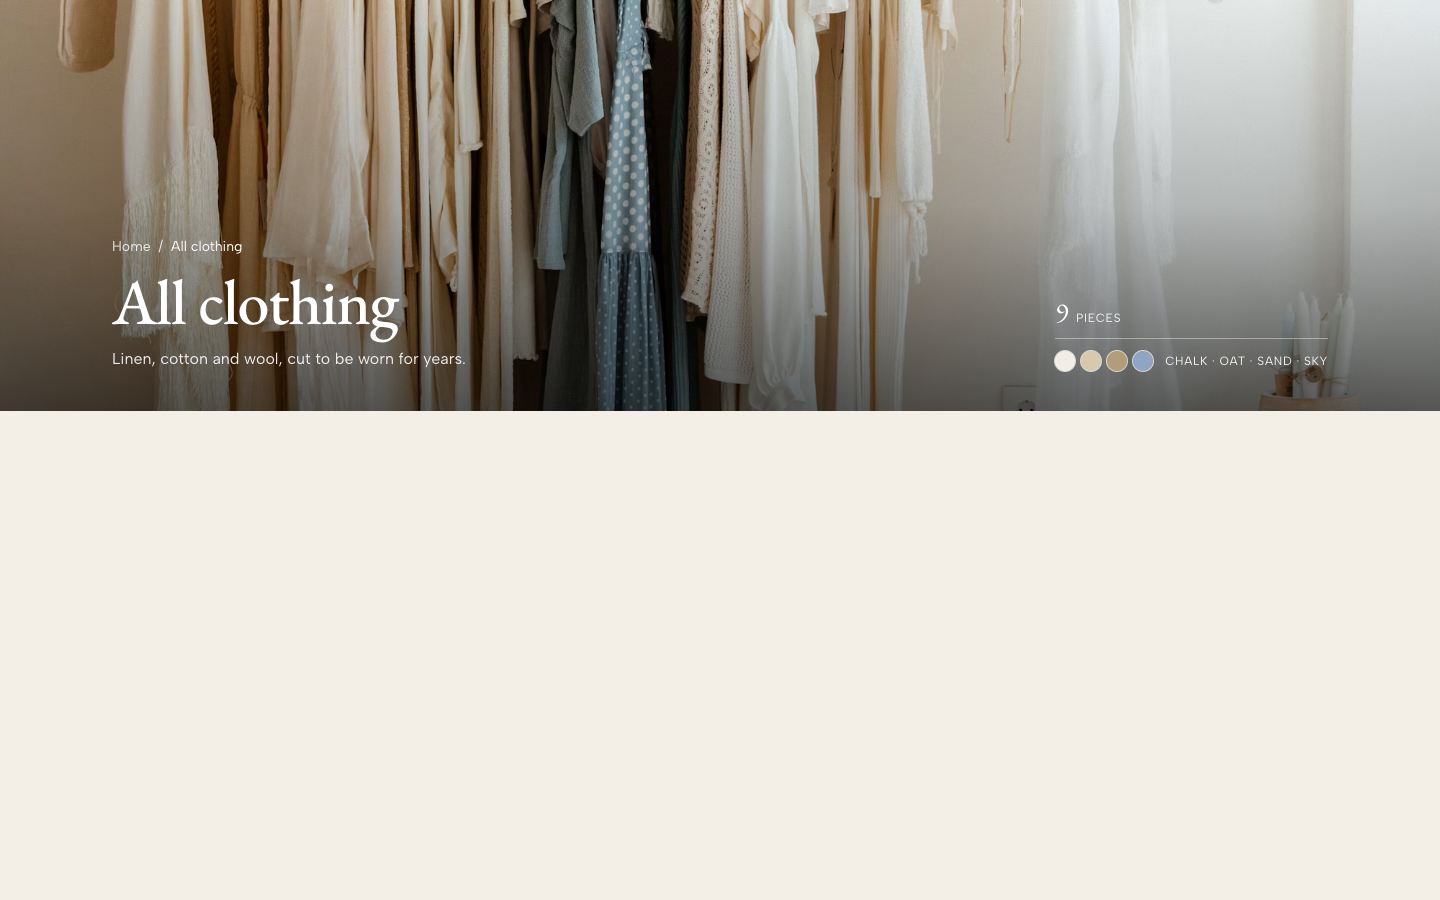 Home / All clothing
All clothing
Linen, cotton and wool, cut to be worn for years.
9 PIECES
CHALK · OAT · SAND · SKY